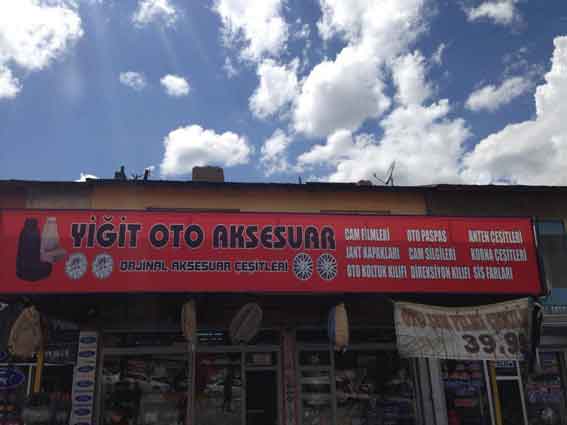 YİĞİT OTO AKSESUAR
ORJİNAL AKSESUAR ÇEŞİTLERİ
CAM FİLMLERİ OTO PASPAS ANTEN ÇEŞİTLERİ
JANT KAPAKLARI CAM SİLGİLERİ KORNA ÇEŞİTLERİ
OTO KOLTUK KILIFI DİREKSİYON KILIFI SİS FARLARI
39.9